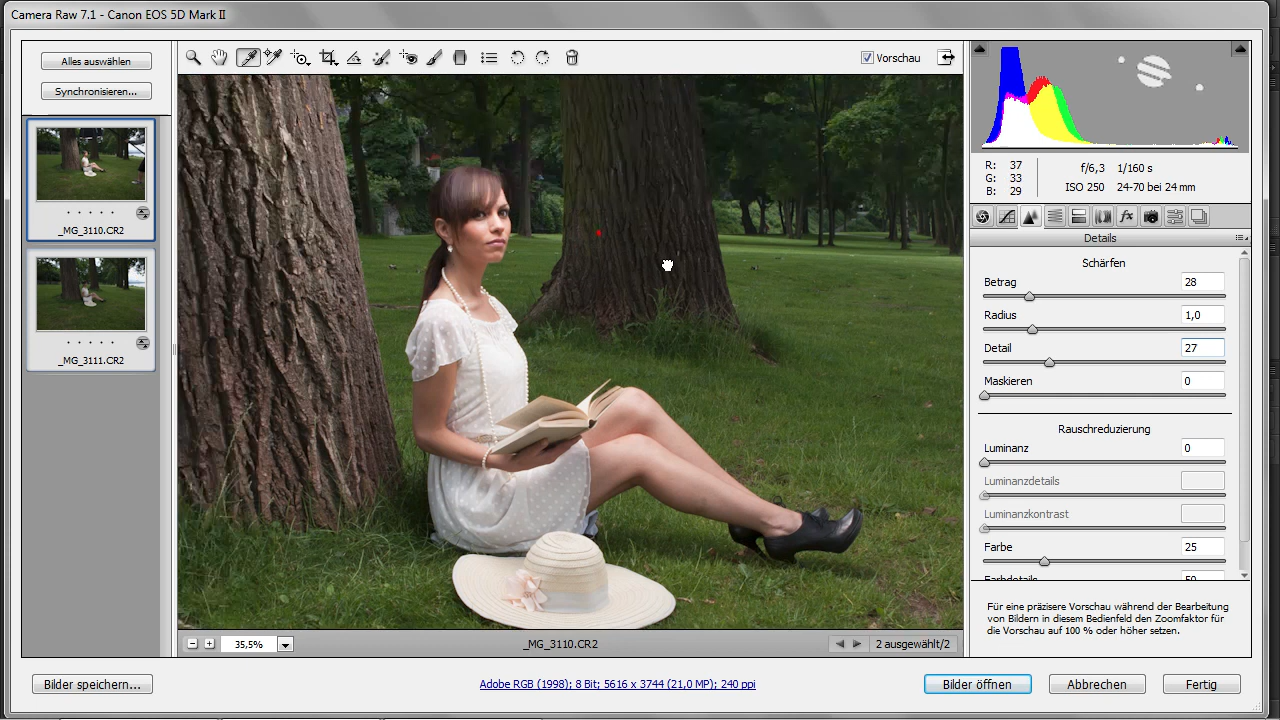 Camera Raw 7.1 - Canon EOS 5D Mark II
Alles auswählen
Synchronisieren...
_MG_3110.CR2
_MG_3111.CR2
Vorschau
R: 37
G: 33
B: 29
f/6,3 1/160 s
ISO 250 24-70 bei 24 mm
fx
Details
Schärfen
Betrag 28
Radius 1,0
Detail 27
Maskieren 0
Rauschreduzierung
Luminanz 0
Luminanzdetails
Luminanzkontrast
Farbe 25
Farbdetails 50
Für eine präzisere Vorschau während der Bearbeitung
von Bildern in diesem Bedienfeld den Zoomfaktor für
die Vorschau auf 100 % oder höher setzen.
35,5%
_MG_3110.CR2
2 ausgewählt/2
Bilder speichern...
Adobe RGB (1998); 8 Bit; 5616 x 3744 (21,0 MP); 240 ppi
Bilder öffnen
Abbrechen
Fertig